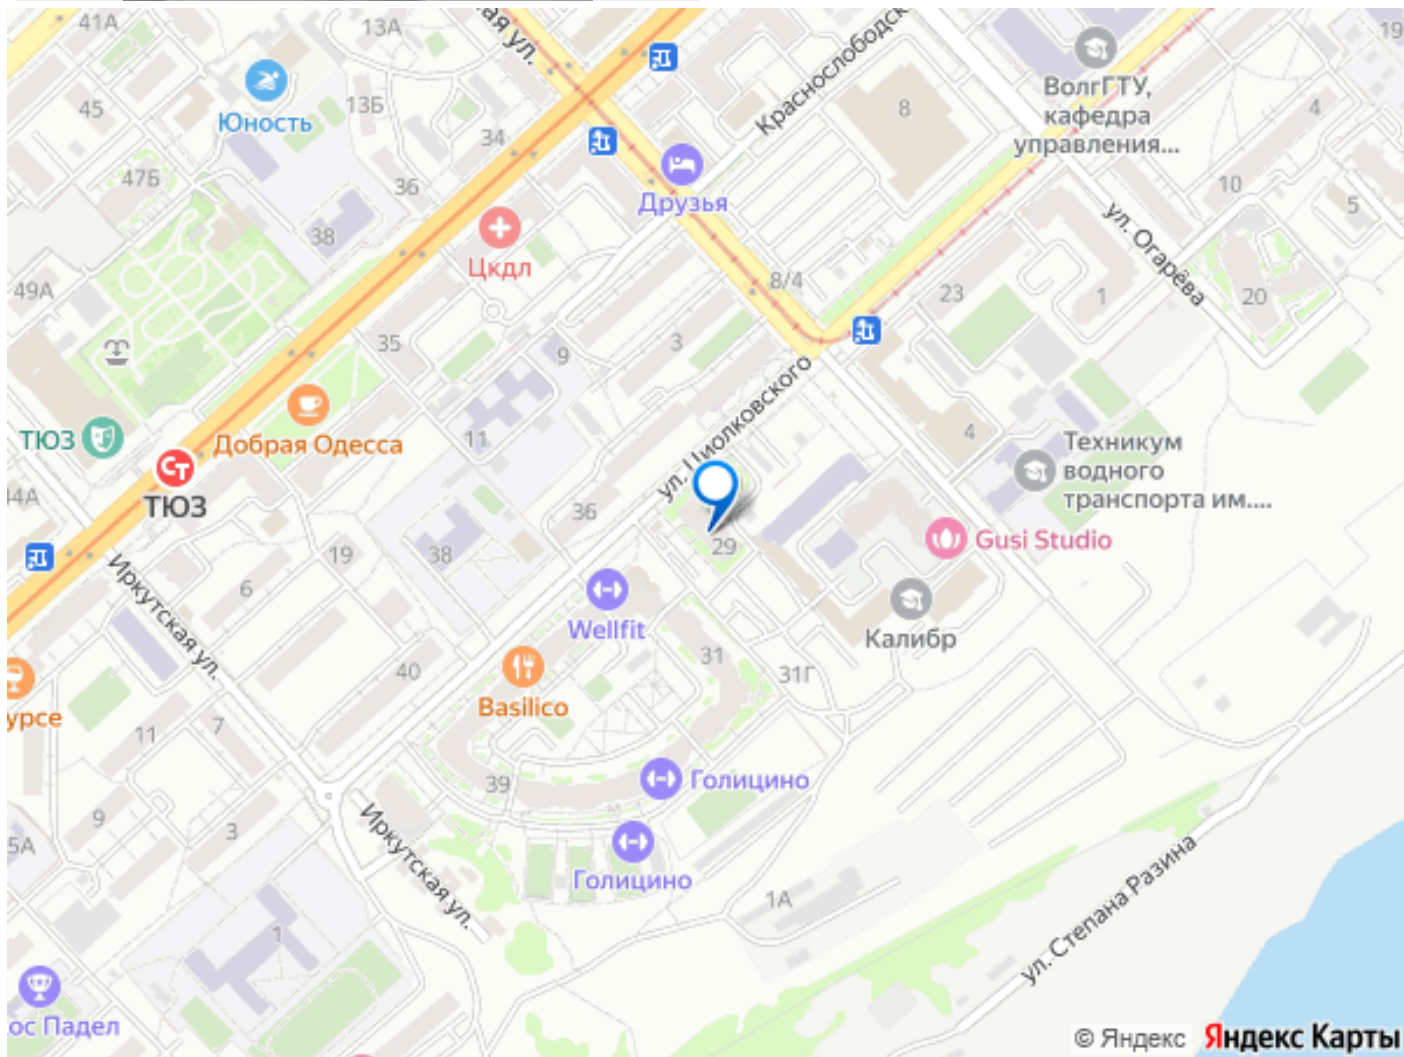 41А
13А
ая ул.
Краснослободск
19
ВолгГТУ,
кафедра
управления...
Юность
13Б
45
8
4
34
47Б
36
Друзья
10
5
38
ул. Огарёва
Цкдл
8/4
49А
23
1
20
35
9
3
ул. Циолковского
Добрая Одесса
ТЮЗ
11
4
Техникум
водного
транспорта им....
ТЮЗ
44А
36
29
Gusi Studio
38
19
Иркутская ул.
6
Wellfit
Калибр
40
31
31Г
Basilico
урсе
11
7
39
Голицино
9
3
5А
Иркутская ул.
Голицино
1А
ул. Степана Разина
1
ос Падел
© Яндекс Яндекс Карты